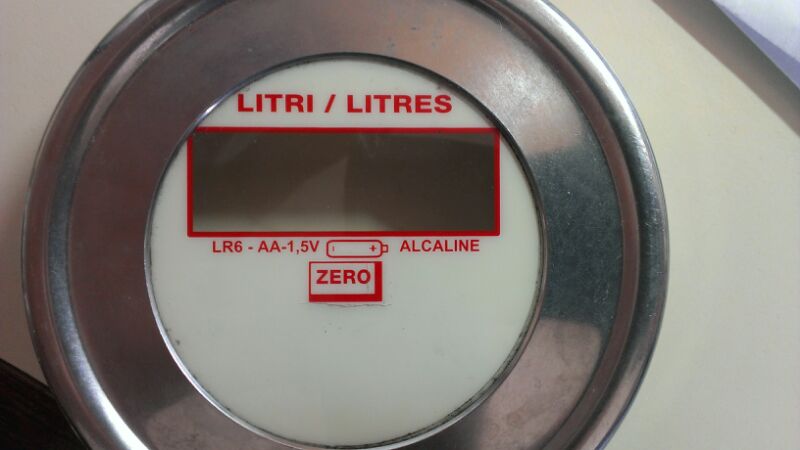 LITRI / LITRES
LR6 - AA-1,5V - + ALCALINE
ZERO